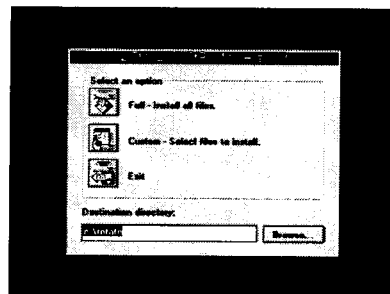 Select an option
Full - Install all files.
Custom - Select files to install.
Exit
Destination directory:
Browse...